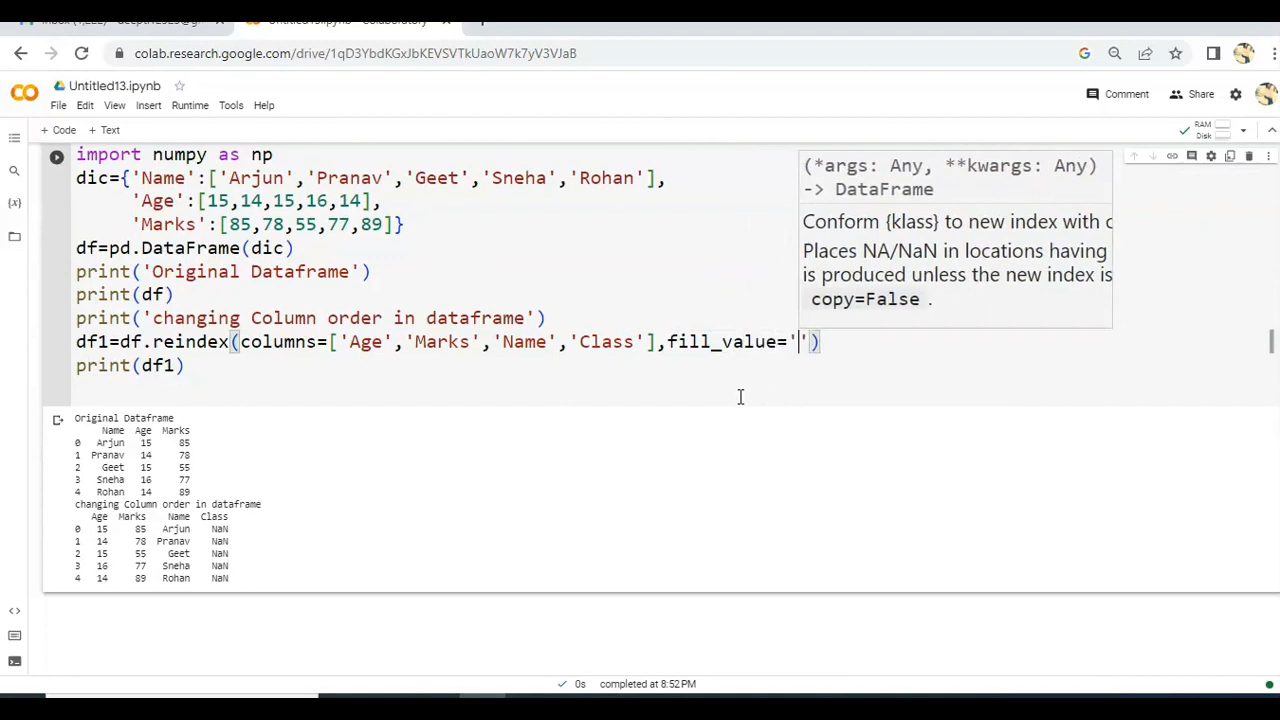 colab.research.google.com/drive/1qD3YbdKGxJbKEVSVTkUaoW7k7yV3VJaB
Untitled13.ipynb
File Edit View Insert Runtime Tools Help
Comment
Share
+ Code + Text
RAM
Disk
import numpy as np
dic={'Name':['Arjun','Pranav','Geet','Sneha','Rohan'],
'Age':[15,14,15,16,14],
'Marks':[85,78,55,77,89]}
df=pd.DataFrame(dic)
print('Original Dataframe')
print(df)
print('changing Column order in dataframe')
df1=df.reindex(columns=['Age','Marks','Name','Class'],fill_value='')
print(df1)
(*args: Any, **kwargs: Any)
-> DataFrame
Conform {klass} to new index with
Places NA/NaN in locations having
is produced unless the new index is
copy=False .
Original Dataframe
Name Age Marks
0 Arjun 15 85
1 Pranav 14 78
2 Geet 15 55
3 Sneha 16 77
4 Rohan 14 89
changing Column order in dataframe
Age Marks Name Class
0 15 85 Arjun NaN
1 14 78 Pranav NaN
2 15 55 Geet NaN
3 16 77 Sneha NaN
4 14 89 Rohan NaN
0s completed at 8:52PM